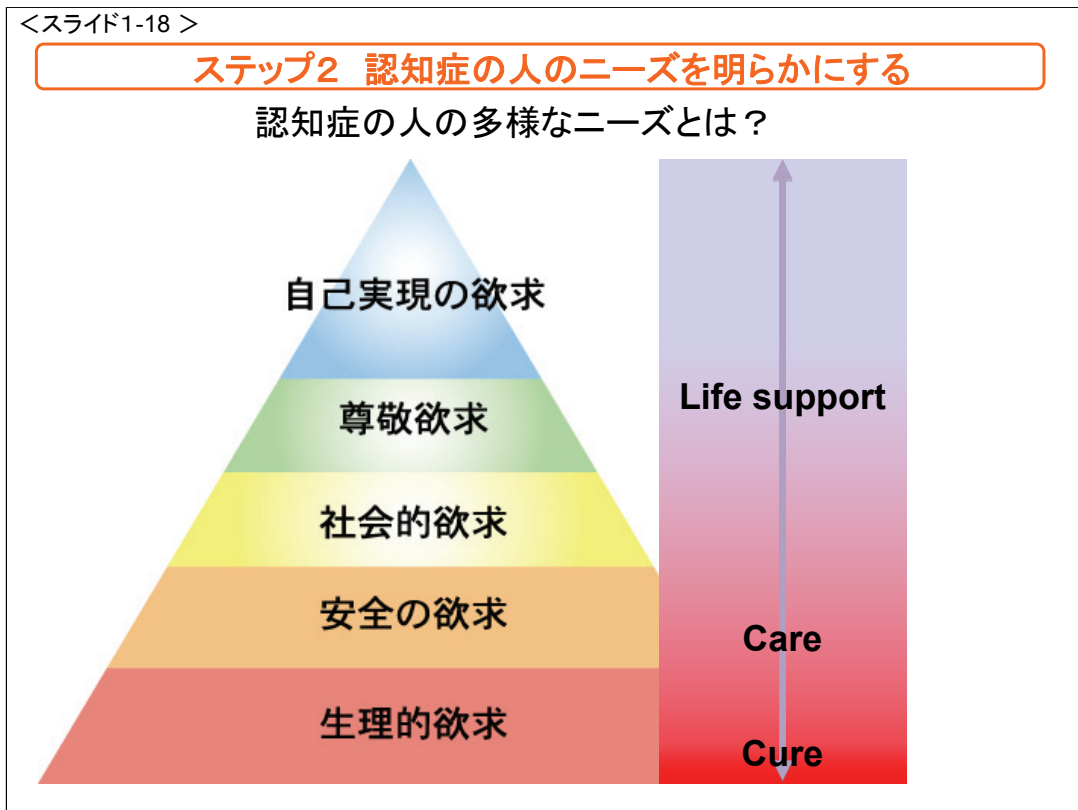 ＜スライド1-18 ＞
ステップ２　認知症の人のニーズを明らかにする
認知症の人の多様なニーズとは？
自己実現の欲求
尊敬欲求
Life support
社会的欲求
安全の欲求
Care
生理的欲求
Cure